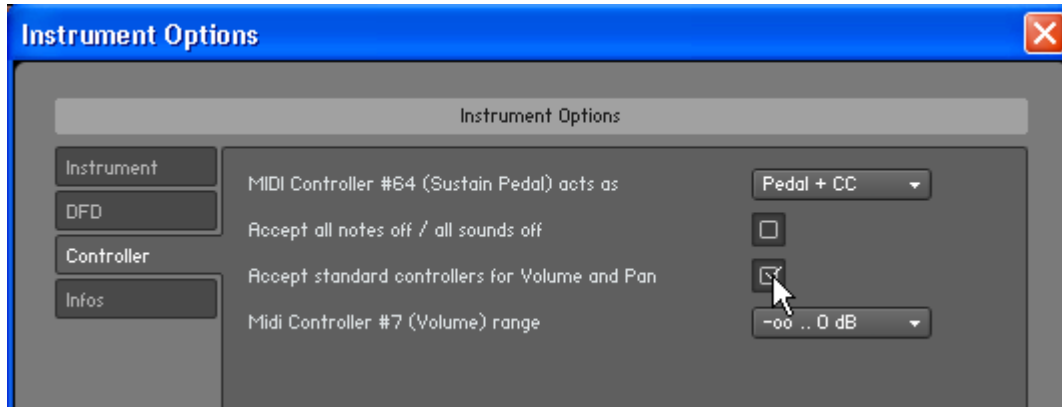 Instrument Options
Instrument Options
Instrument
DFD
Controller
Infos
MIDI Controller #64 (Sustain Pedal) acts as Pedal + CC
Accept all notes off / all sounds off
Accept standard controllers for Volume and Pan
Midi Controller #7 (Volume) range -oo .. 0 dB